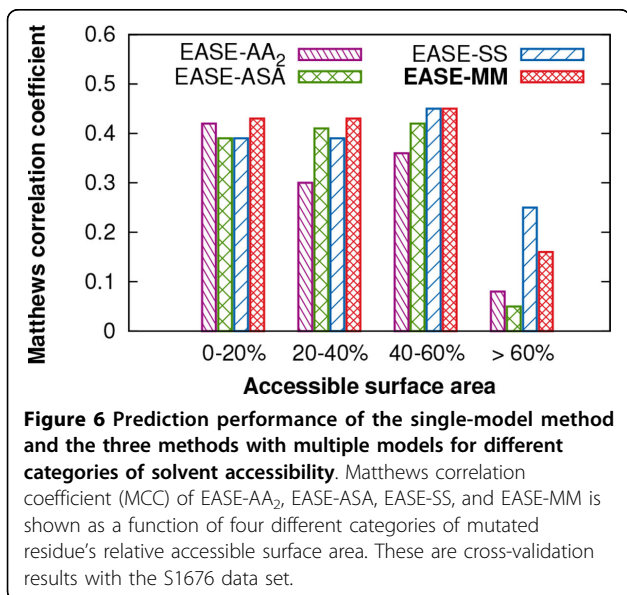 0.6
EASE-AA₂
EASE-SS
EASE-ASA
EASE-MM
0.5
0.4
0.3
0.2
0.1
0
Matthews correlation coefficient
0-20%
20-40%
40-60%
> 60%
Accessible surface area
Figure 6 Prediction performance of the single-model method
and the three methods with multiple models for different
categories of solvent accessibility. Matthews correlation
coefficient (MCC) of EASE-AA₂, EASE-ASA, EASE-SS, and EASE-MM is
shown as a function of four different categories of mutated
residue's relative accessible surface area. These are cross-validation
results with the S1676 data set.